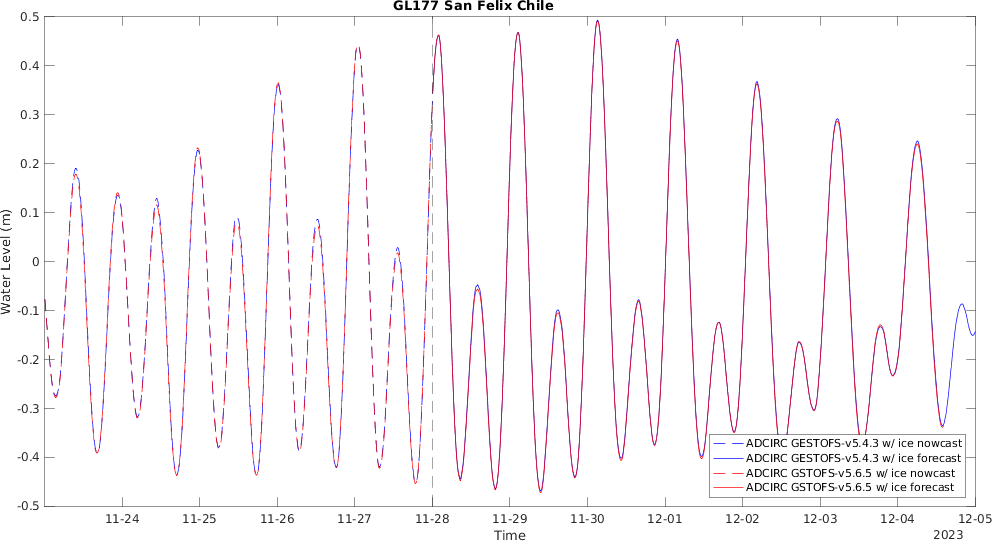 GL177 San Felix Chile
0.5
0.4
0.3
0.2
0.1
0
-0.1
-0.2
-0.3
-0.4
-0.5
Water Level (m)
11-24 11-25 11-26 11-27 11-28 11-29 11-30 12-01 12-02 12-03 12-04 12-05
Time
2023
ADCIRC GESTOFS-v5.4.3 w/ ice nowcast
ADCIRC GESTOFS-v5.4.3 w/ ice forecast
ADCIRC GSTOFS-v5.6.5 w/ ice nowcast
ADCIRC GSTOFS-v5.6.5 w/ ice forecast